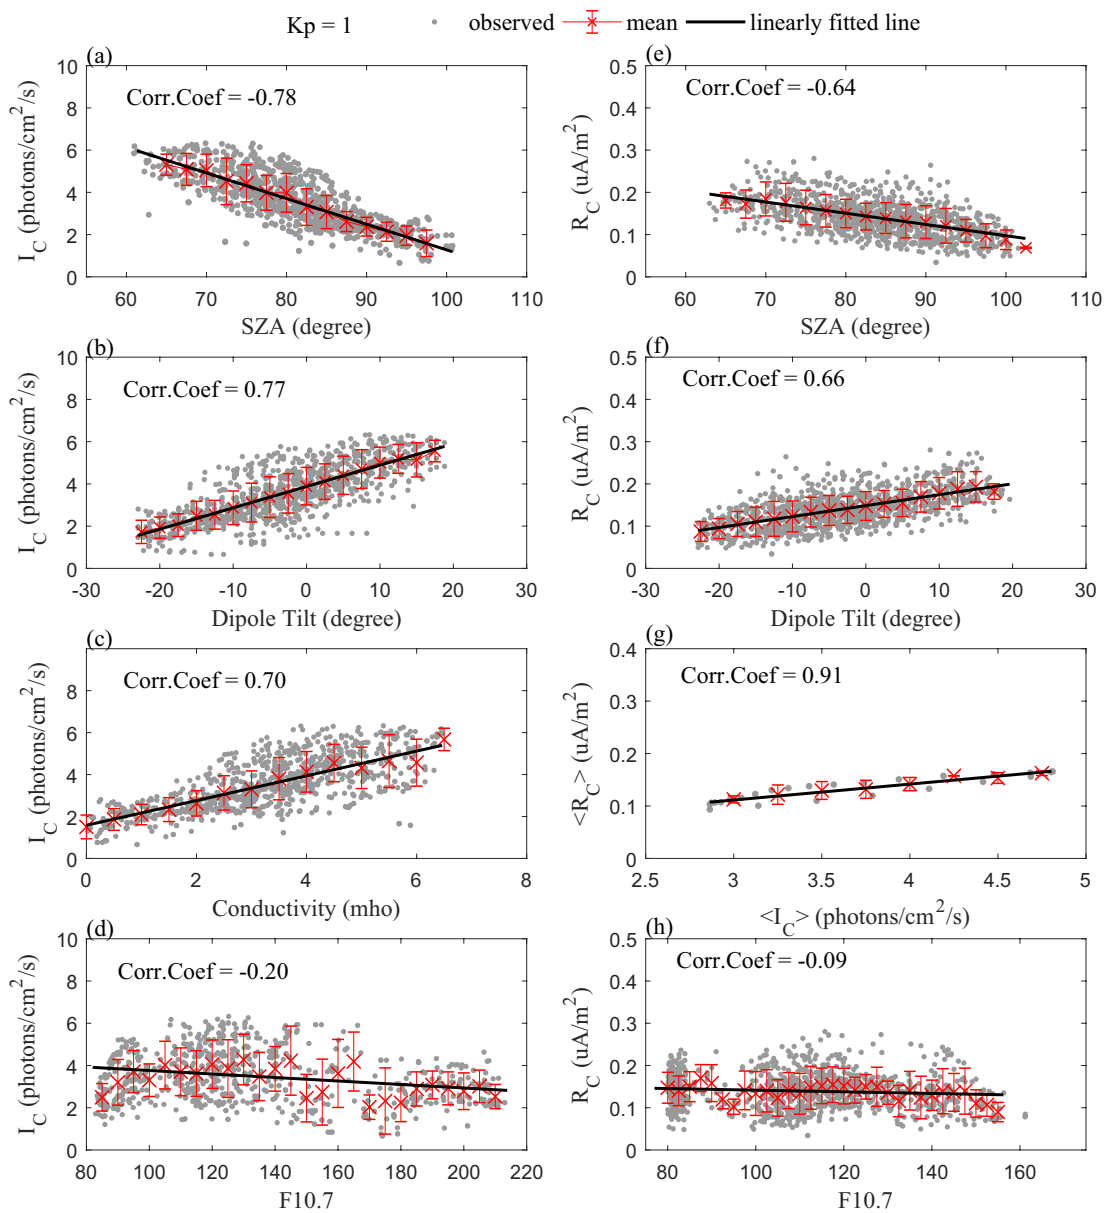 Kp = 1 observed mean linearly fitted line
(a)
Corr.Coef = -0.78
I_C (photons/cm^2/s)
0 2 4 6 8 10
60 70 80 90 100 110
SZA (degree)
(e)
Corr.Coef = -0.64
R_C (uA/m^2)
0 0.1 0.2 0.3 0.4 0.5
60 70 80 90 100 110
SZA (degree)
(b)
Corr.Coef = 0.77
I_C (photons/cm^2/s)
0 2 4 6 8 10
-30 -20 -10 0 10 20 30
Dipole Tilt (degree)
(f)
Corr.Coef = 0.66
R_C (uA/m^2)
0 0.1 0.2 0.3 0.4 0.5
-30 -20 -10 0 10 20 30
Dipole Tilt (degree)
(c)
Corr.Coef = 0.70
I_C (photons/cm^2/s)
0 2 4 6 8
0 2 4 6 8
Conductivity (mho)
(g)
Corr.Coef = 0.91
<R_C> (uA/m^2)
0 0.1 0.2 0.3 0.4
2.5 3 3.5 4 4.5 5
<I_C> (photons/cm^2/s)
(d)
Corr.Coef = -0.20
I_C (photons/cm^2/s)
0 2 4 6 8 10
80 100 120 140 160 180 200 220
F10.7
(h)
Corr.Coef = -0.09
R_C (uA/m^2)
0 0.1 0.2 0.3 0.4 0.5
80 100 120 140 160
F10.7